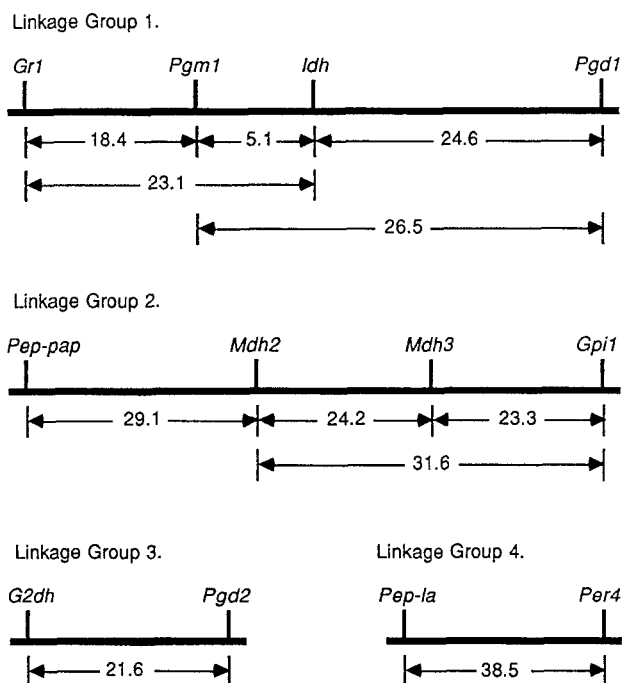 Linkage Group 1.
Gr1 Pgm1 Idh Pgd1
18.4 5.1 24.6
23.1
26.5
Linkage Group 2.
Pep-pap Mdh2 Mdh3 Gpi1
29.1 24.2 23.3
31.6
Linkage Group 3. Linkage Group 4.
G2dh Pgd2 Pep-la Per4
21.6 38.5